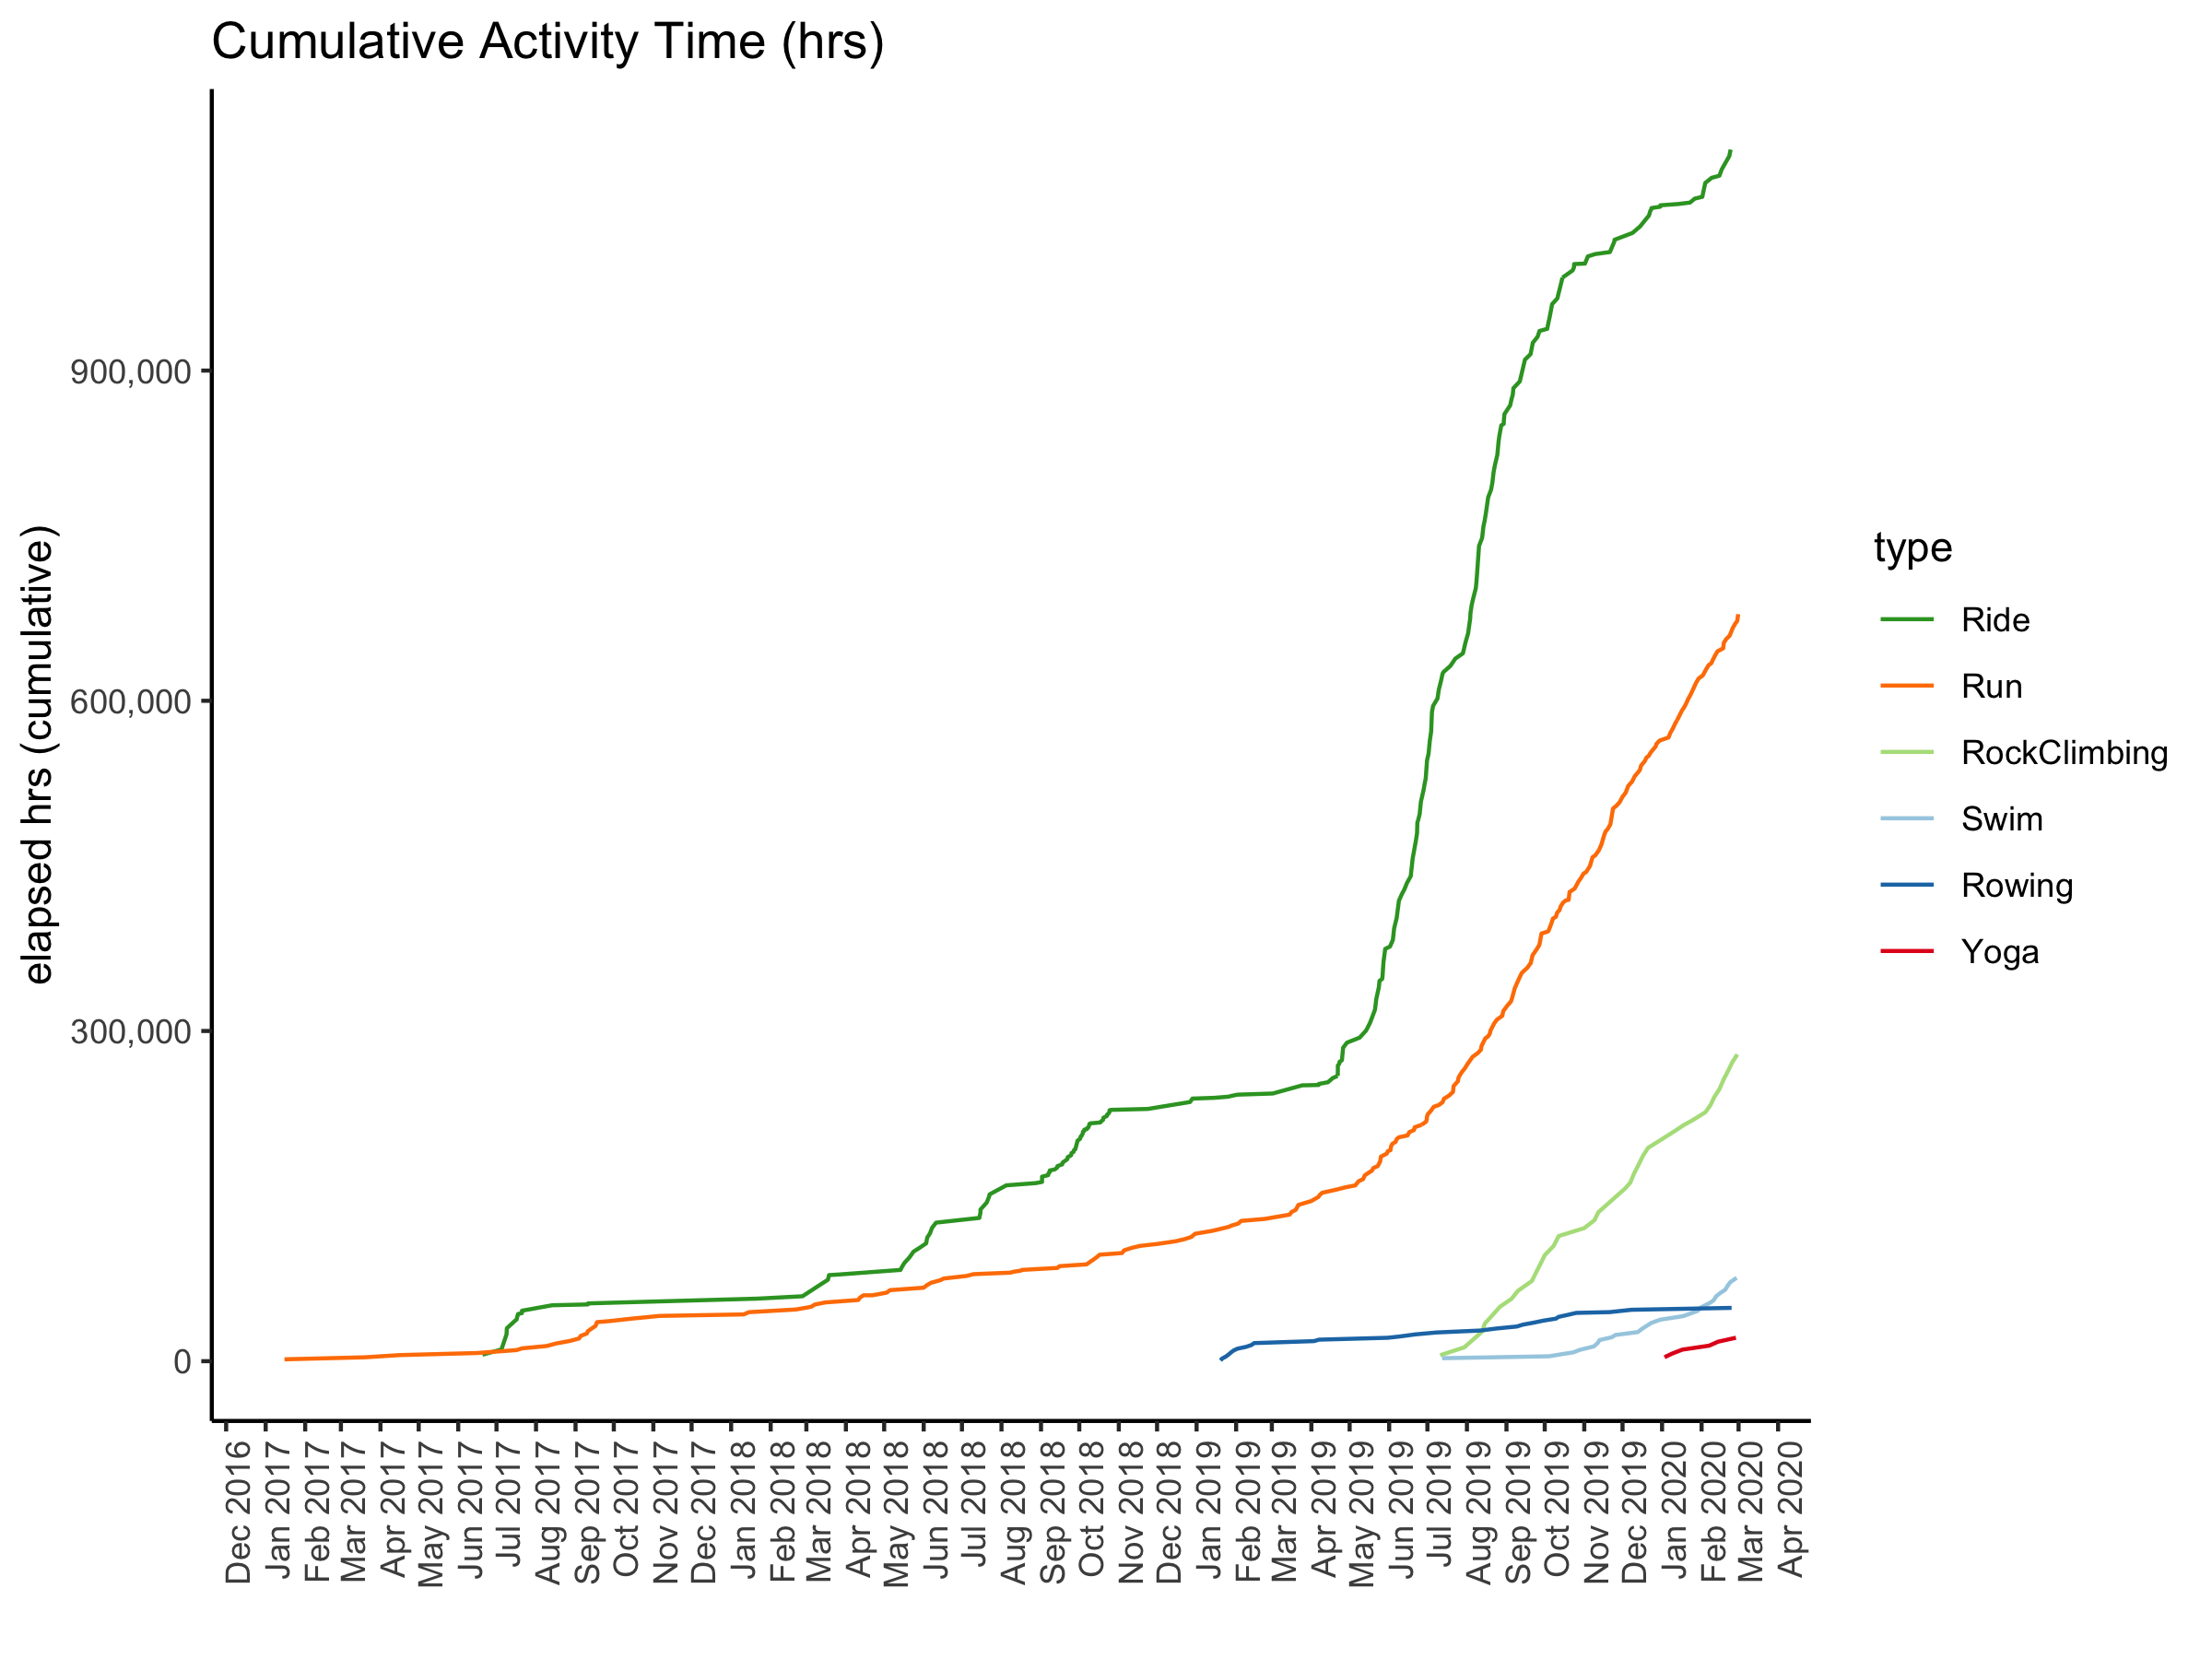 Cumulative Activity Time (hrs)
elapsed hrs (cumulative)
900,000
600,000
300,000
0
Dec 2016
Jan 2017
Feb 2017
Mar 2017
Apr 2017
May 2017
Jun 2017
Jul 2017
Aug 2017
Sep 2017
Oct 2017
Nov 2017
Dec 2017
Jan 2018
Feb 2018
Mar 2018
Apr 2018
May 2018
Jun 2018
Jul 2018
Aug 2018
Sep 2018
Oct 2018
Nov 2018
Dec 2018
Jan 2019
Feb 2019
Mar 2019
Apr 2019
May 2019
Jun 2019
Jul 2019
Aug 2019
Sep 2019
Oct 2019
Nov 2019
Dec 2019
Jan 2020
Feb 2020
Mar 2020
Apr 2020
type
Ride
Run
RockClimbing
Swim
Rowing
Yoga